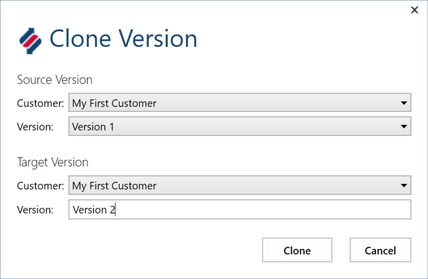 Clone Version
Source Version
Customer: My First Customer
Version: Version 1
Target Version
Customer: My First Customer
Version: Version 2
Clone Cancel